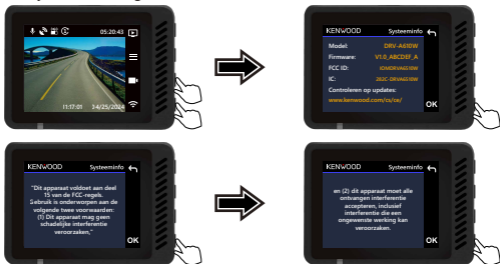 05:20:43
11:17:01 34/25/2024
KENWOOD Systeeminfo
Model: DRV-A610W
Firmware: V1.0_ABCDEF_A
FCC ID:
IC: 282C-DRVA610W
Controleren op updates:
www.kenwood.com/cs/ce/
OK
KENWOOD Systeeminfo
"Dit apparaat voldoet aan deel
15 van de FCC-regels.
Gebruik is onderworpen aan de
volgende twee voorwaarden:
(1) Dit apparaat mag geen
schadelijke interferentie
veroorzaken,"
OK
KENWOOD Systeeminfo
en (2) dit apparaat moet alle
ontvangen interferentie
accepteren, inclusief
interferentie die een
ongewenste werking kan
veroorzaken.
OK